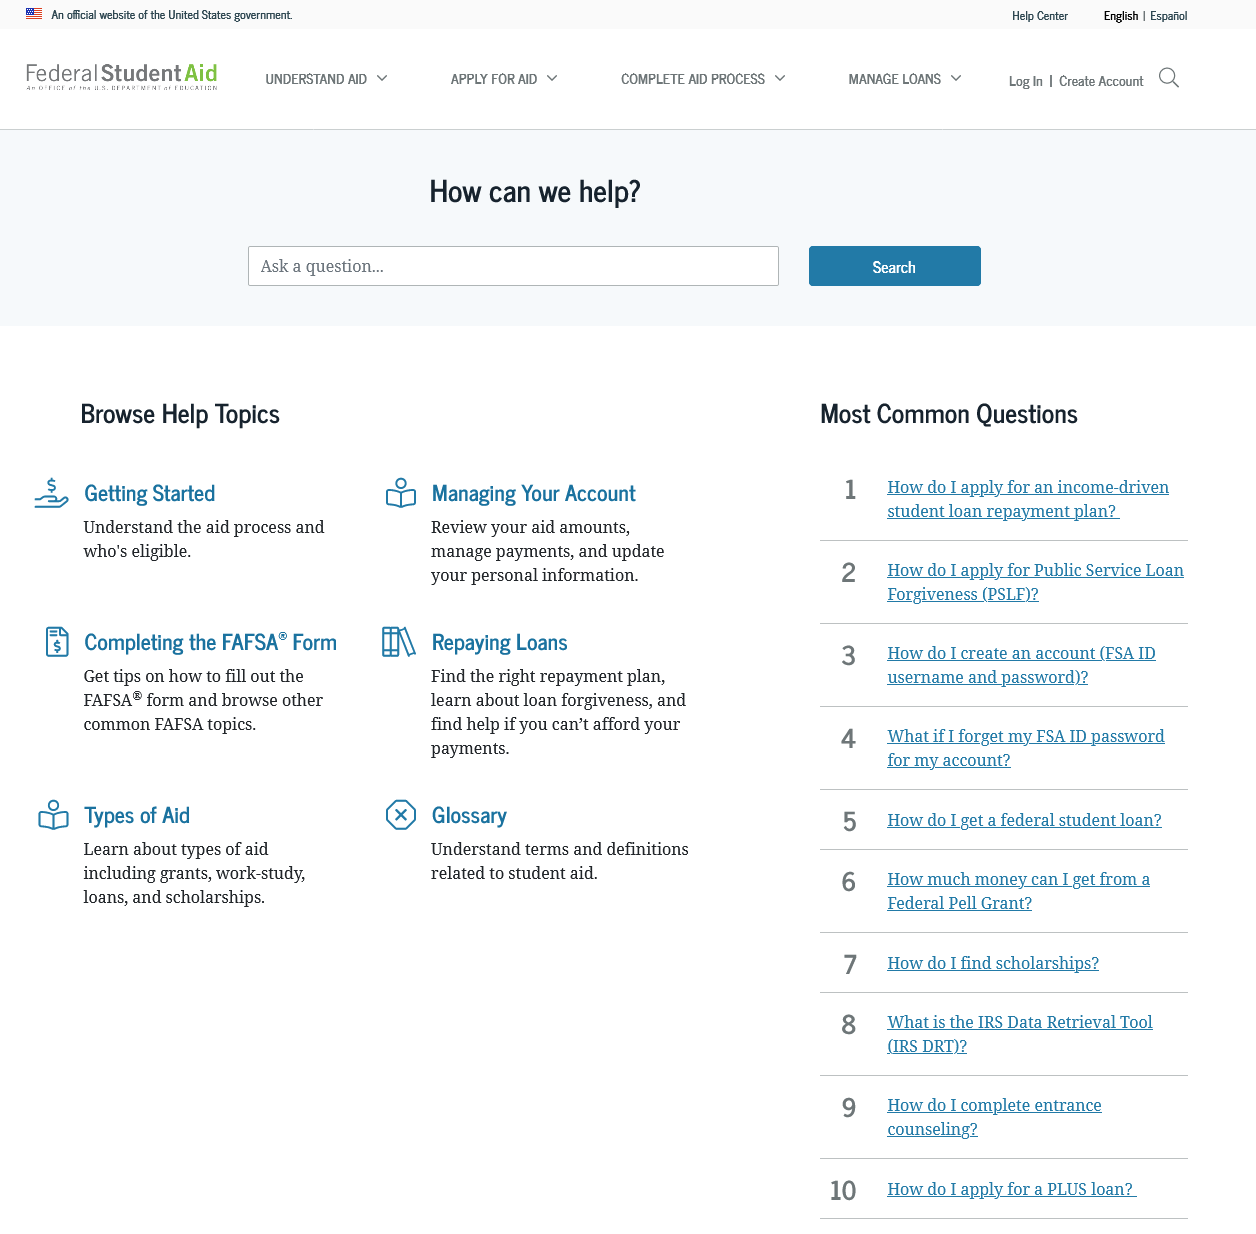 An official website of the United States government.
Help Center
English | Español
Federal Student Aid
An OFFICE of the U.S. DEPARTMENT of EDUCATION
UNDERSTAND AID
APPLY FOR AID
COMPLETE AID PROCESS
MANAGE LOANS
Log In | Create Account
How can we help?
Ask a question...
Search
Browse Help Topics
Getting Started
Understand the aid process and
who's eligible.
Managing Your Account
Review your aid amounts,
manage payments, and update
your personal information.
Completing the FAFSA® Form
Get tips on how to fill out the
FAFSA® form and browse other
common FAFSA topics.
Repaying Loans
Find the right repayment plan,
learn about loan forgiveness, and
find help if you can’t afford your
payments.
Types of Aid
Learn about types of aid
including grants, work-study,
loans, and scholarships.
Glossary
Understand terms and definitions
related to student aid.
Most Common Questions
1 How do I apply for an income-driven
student loan repayment plan?
2 How do I apply for Public Service Loan
Forgiveness (PSLF)?
3 How do I create an account (FSA ID
username and password)?
4 What if I forget my FSA ID password
for my account?
5 How do I get a federal student loan?
6 How much money can I get from a
Federal Pell Grant?
7 How do I find scholarships?
8 What is the IRS Data Retrieval Tool
(IRS DRT)?
9 How do I complete entrance
counseling?
10 How do I apply for a PLUS loan?